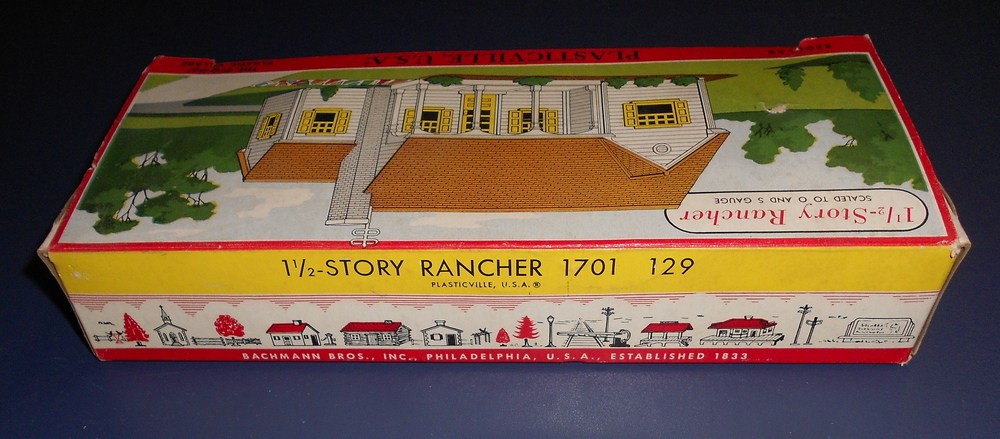 PLASTICVILLE, U.S.A.
1½-Story Rancher
SCALED TO O AND S GAUGE
1½-STORY RANCHER 1701 129
PLASTICVILLE, U.S.A.®
BACHMANN BROS., INC., PHILADELPHIA, U.S.A., ESTABLISHED 1833